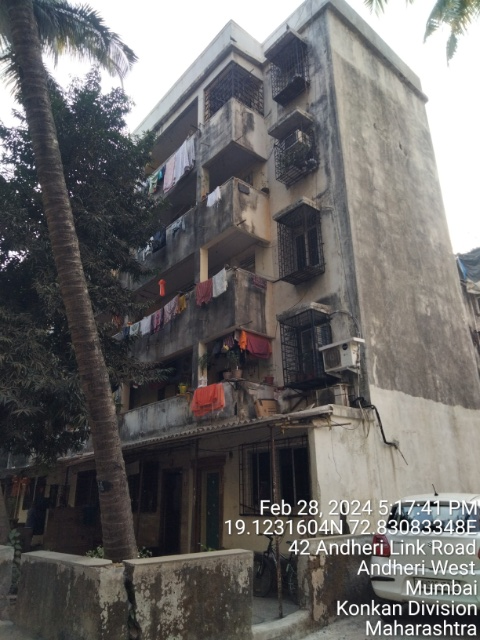 Feb 28, 2024 5:17:41 PM
19.1231604N 72.83083348E
42 Andheri Link Road
Andheri West
Mumbai
Konkan Division
Maharashtra